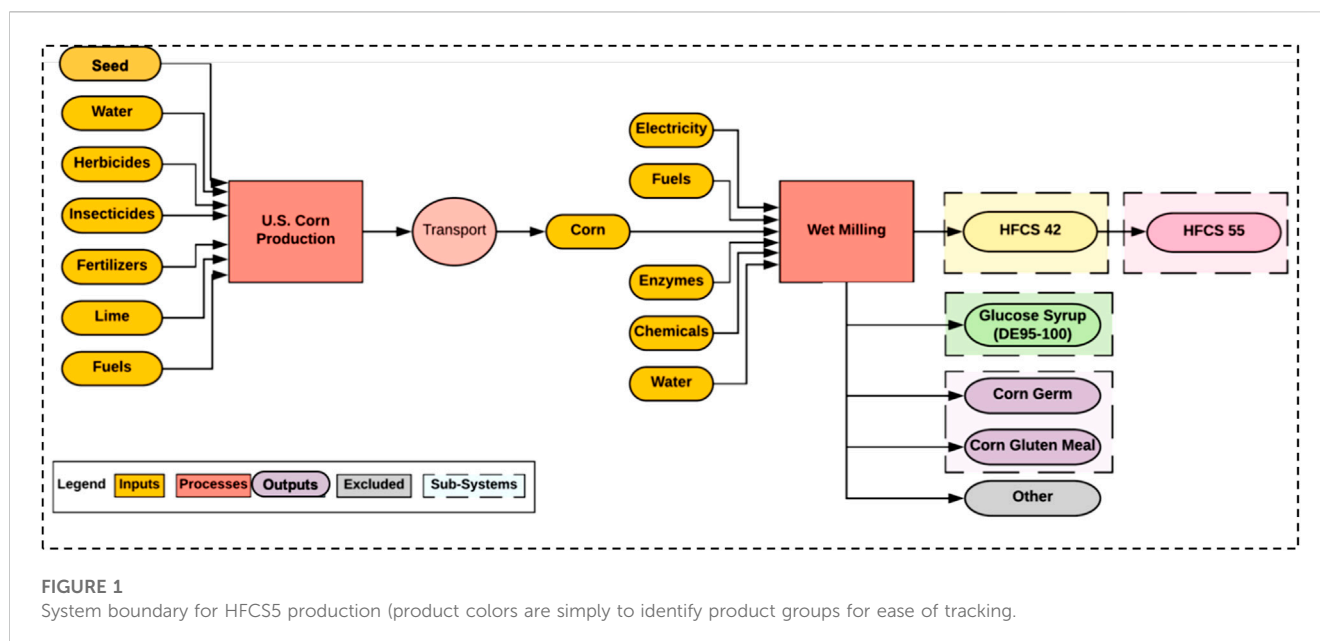 Seed
Water
Herbicides
Insecticides
Fertilizers
Lime
Fuels
U.S. Corn
Production
Transport
Corn
Electricity
Fuels
Enzymes
Chemicals
Water
Wet Milling
HFCS 42
HFCS 55
Glucose Syrup
(DE95-100)
Corn Germ
Corn Gluten Meal
Other
Legend Inputs Processes Outputs Excluded Sub-Systems
FIGURE 1
System boundary for HFCS5 production (product colors are simply to identify product groups for ease of tracking.